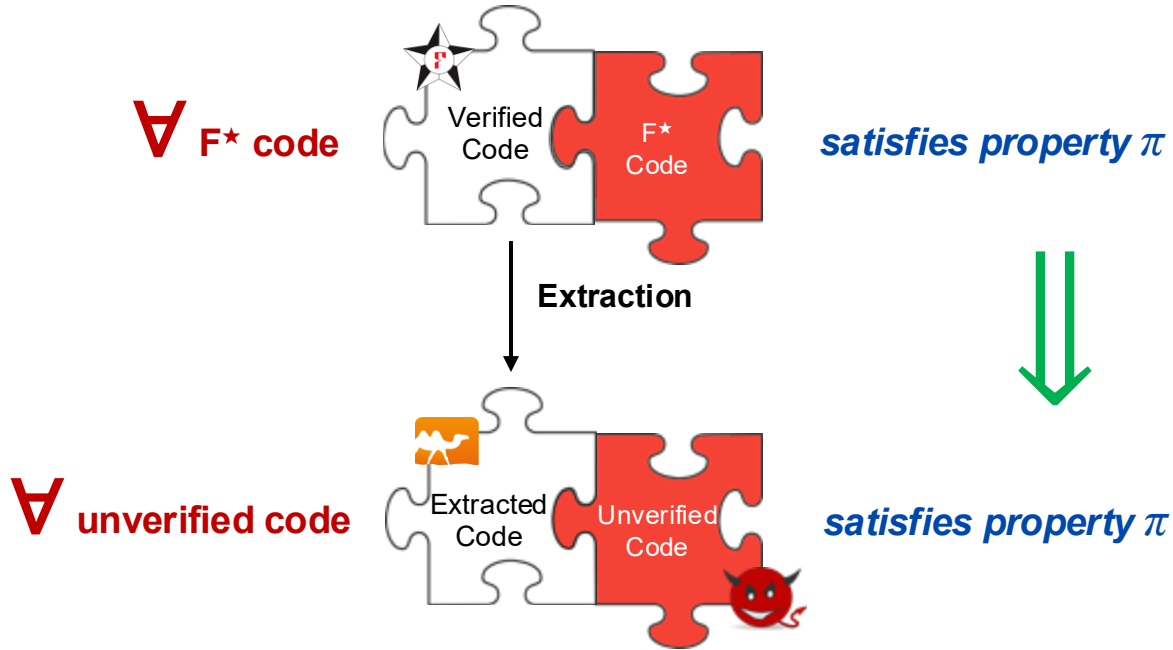 F
Verified
Code
F★
Code
∀ F★ code
satisfies property π
Extraction
Extracted
Code
Unverified
Code
∀ unverified code
satisfies property π